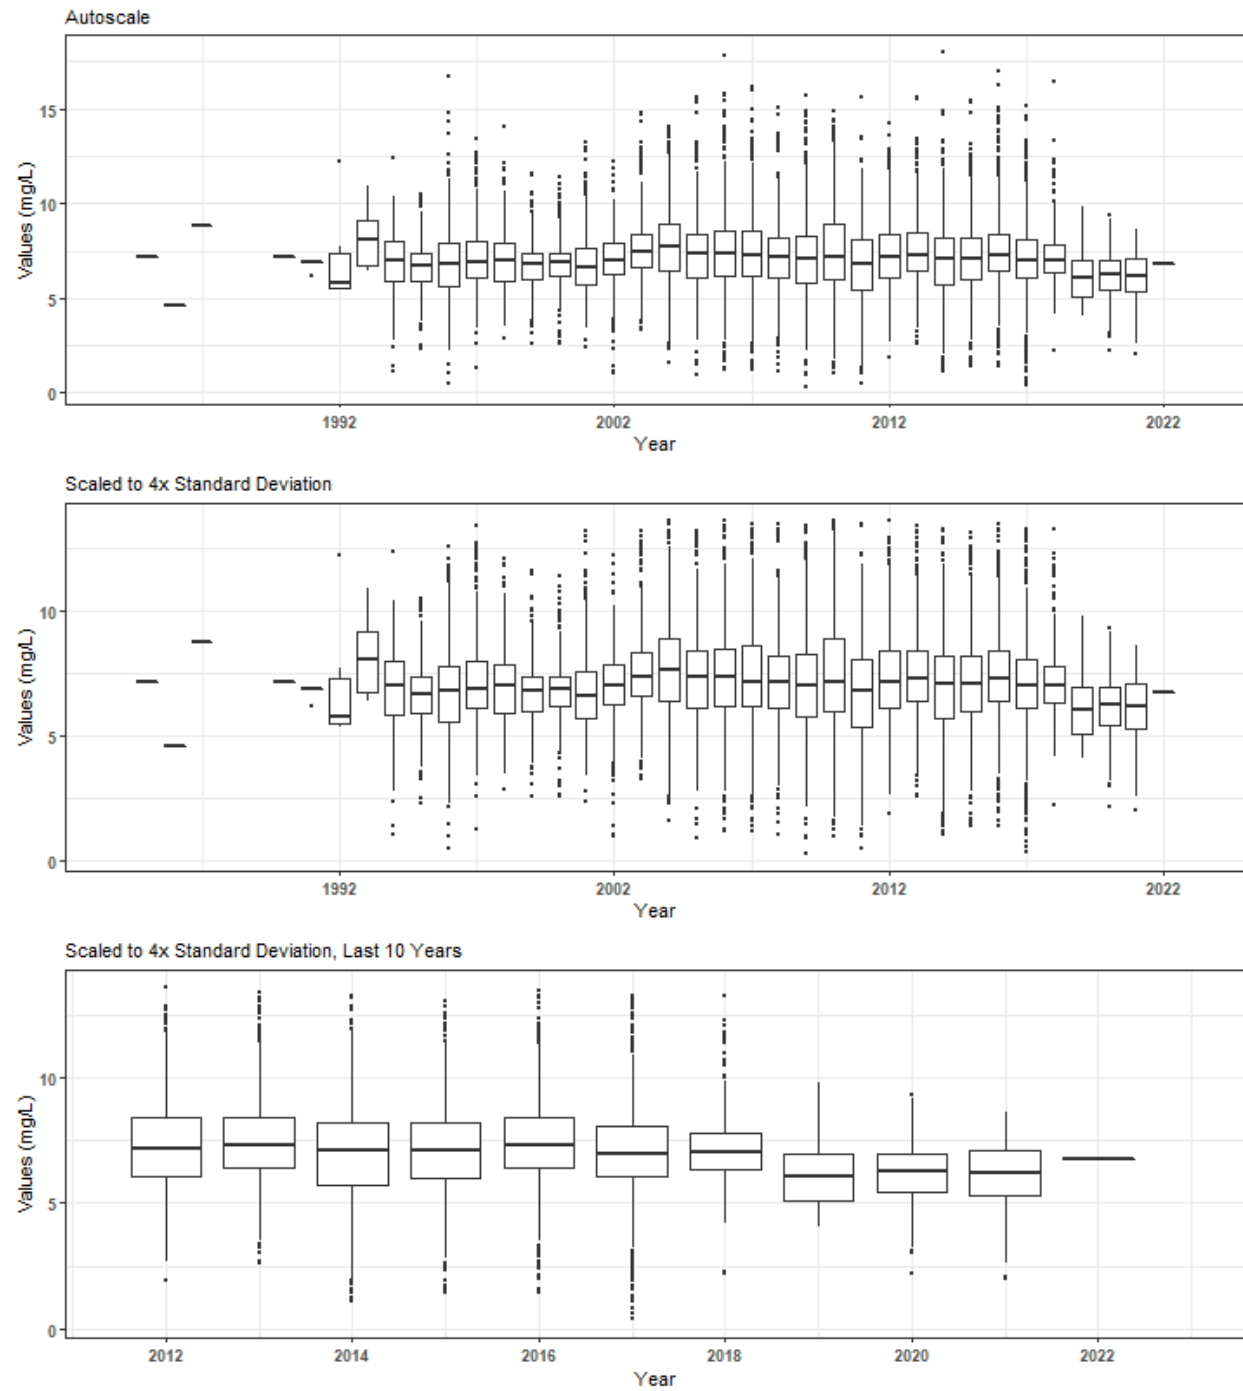 Autoscale
Values (mg/L)
15
10
5
0
1992 2002 2012 2022
Year
Scaled to 4x Standard Deviation
Values (mg/L)
10
5
0
1992 2002 2012 2022
Year
Scaled to 4x Standard Deviation, Last 10 Years
Values (mg/L)
10
5
0
2012 2014 2016 2018 2020 2022
Year